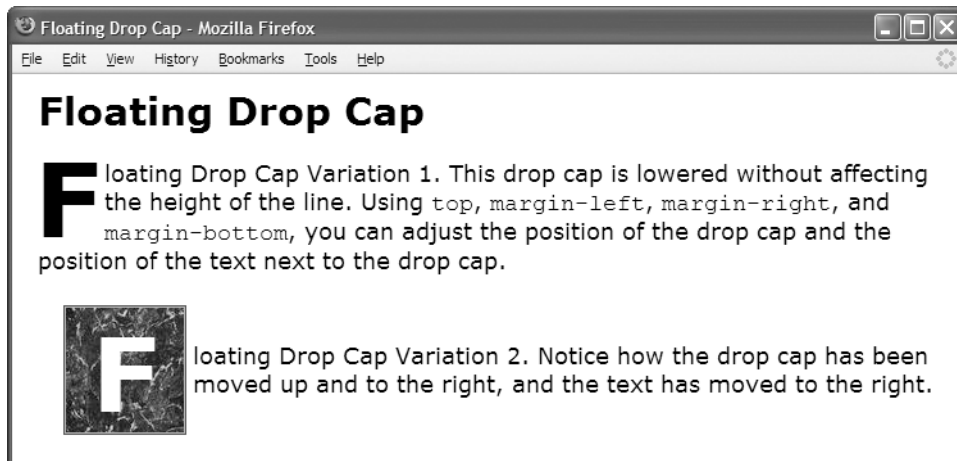 Floating Drop Cap - Mozilla Firefox
File Edit View History Bookmarks Tools Help
Floating Drop Cap
Floating Drop Cap Variation 1. This drop cap is lowered without affecting
the height of the line. Using top, margin-left, margin-right, and
margin-bottom, you can adjust the position of the drop cap and the
position of the text next to the drop cap.
Floating Drop Cap Variation 2. Notice how the drop cap has been
moved up and to the right, and the text has moved to the right.